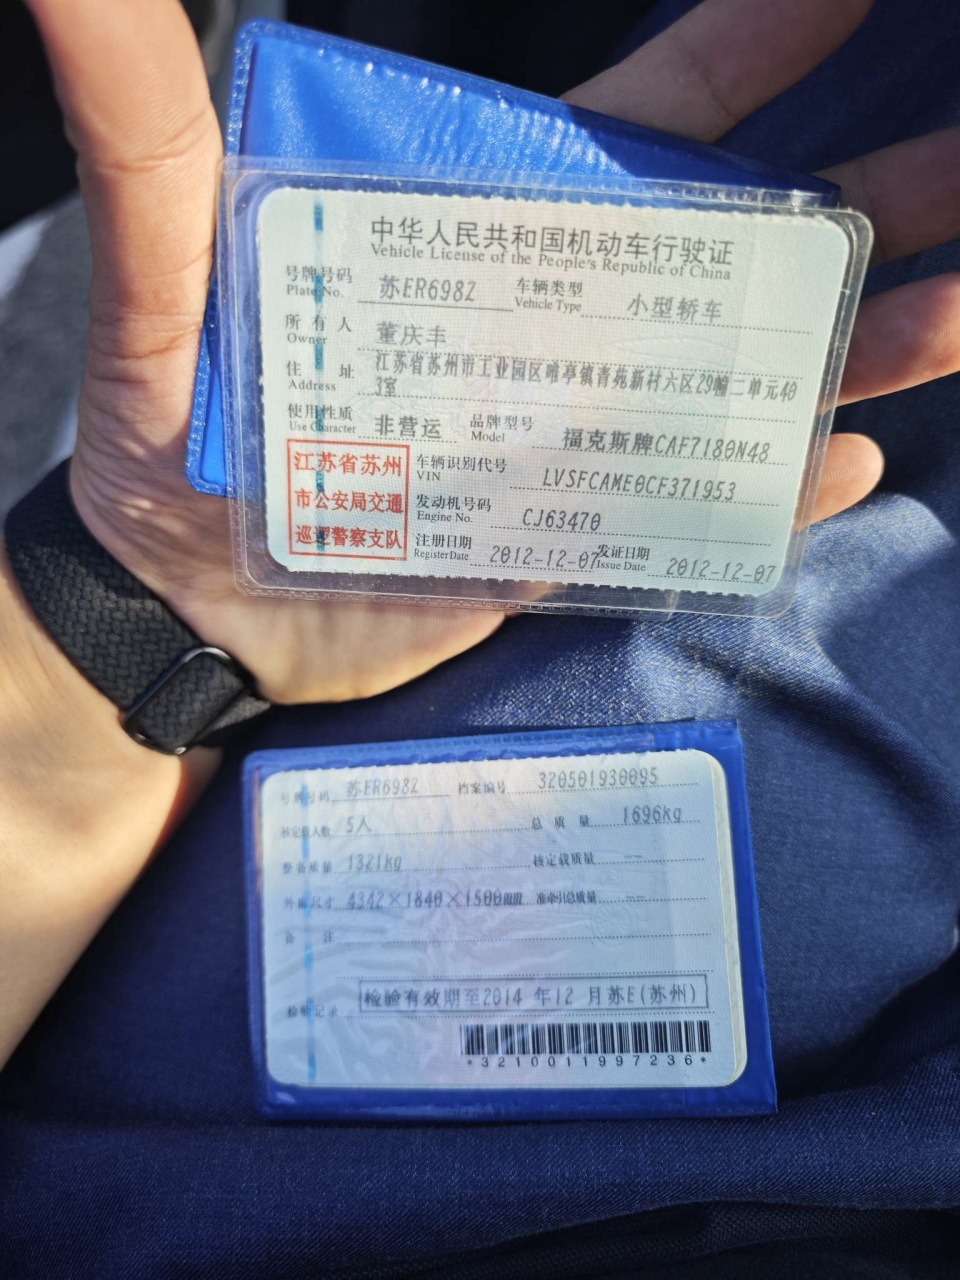 中华人民共和国机动车行驶证
Vehicle License of the People's Republic of China
号牌号码 苏ER6982 车辆类型 小型轿车
Plate No. Vehicle Type
所有人 董庆丰
Owner
住址 江苏省苏州市工业园区唯亭镇青苑新村六区29幢二单元40
Address 3室
使用性质 非营运 品牌型号 福克斯牌CAF7180N48
Use Character Model
江苏省苏州
市公安局交通
巡逻警察支队
车辆识别代号 LVSFCAME0CF371953
VIN
发动机号码 CJ63470
Engine No.
注册日期 2012-12-07 发证日期 2012-12-07
Register Date Issue Date
号牌号码 苏ER6982 档案编号 320501930095
核定载人数 5人 总质量 1696kg
整备质量 1321kg 核定载质量 --
外廓尺寸 4342×1840×1500mm 准牵引总质量 --
备注
检验记录 检验有效期至2014 年12 月苏E(苏州)
*3210011997236*